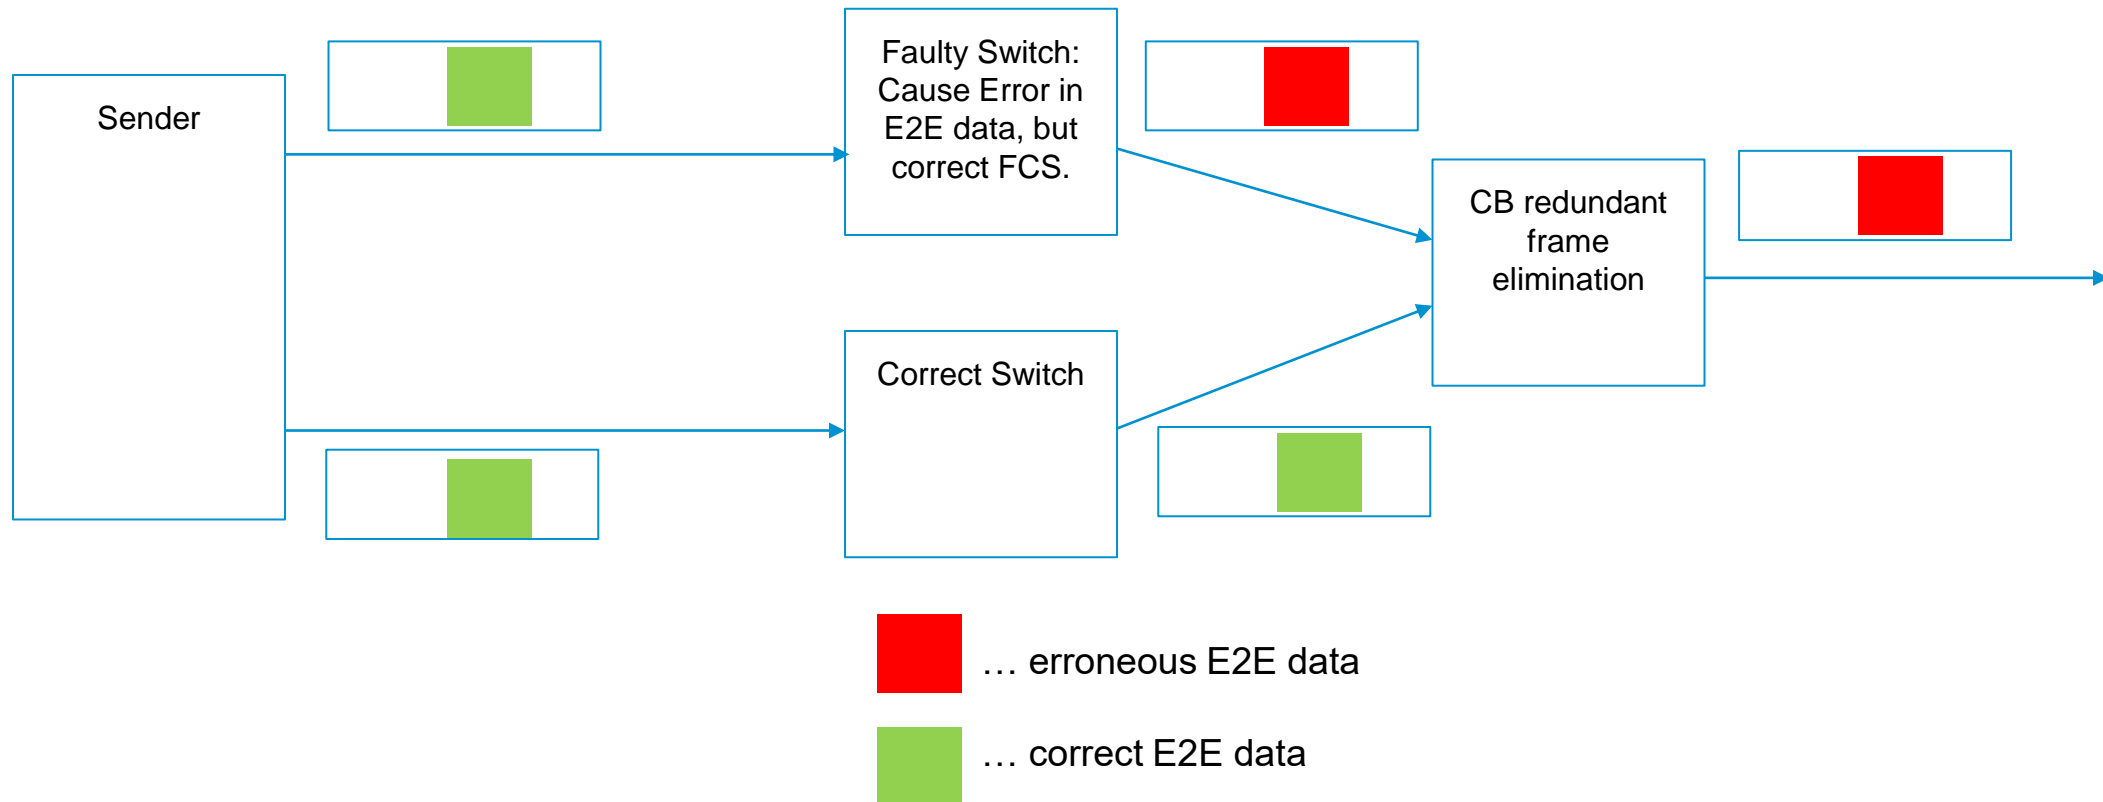 Sender
Faulty Switch:
Cause Error in
E2E data, but
correct FCS.
CB redundant
frame
elimination
Correct Switch
… erroneous E2E data
… correct E2E data